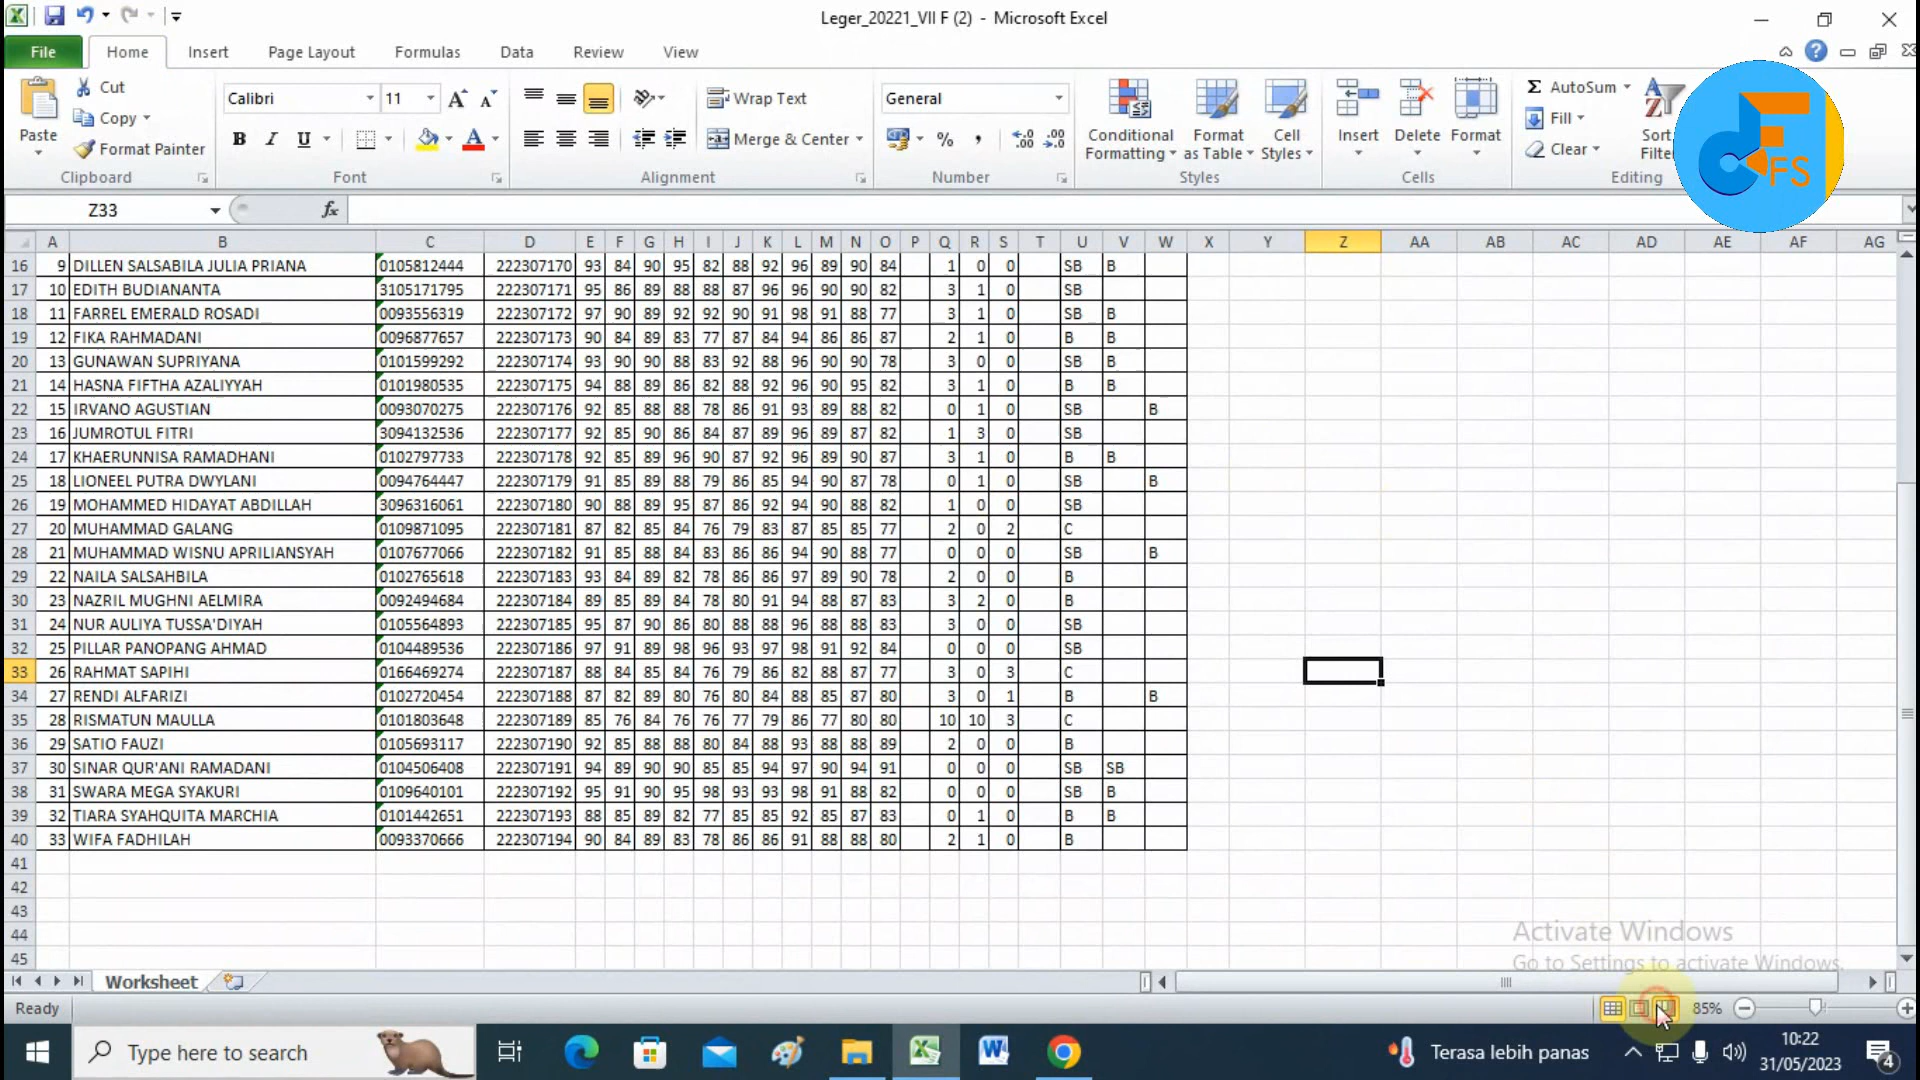 Leger_20221_VII F (2) - Microsoft Excel
File Home Insert Page Layout Formulas Data Review View
Paste
Cut
Copy
Format Painter
Clipboard
Calibri 11
B I U
Font
Wrap Text
Merge & Center
Alignment
General
%
Number
Conditional Formatting
Format as Table
Cell Styles
Styles
Insert Delete Format
Cells
Σ AutoSum
Fill
Clear
Sort
Filter
Editing
FS
Z33
fx
A B C D E F G H I J K L M N O P Q R S T U V W X Y Z AA AB AC AD AE AF AG
16 9 DILLEN SALSABILA JULIA PRIANA 0105812444 222307170 93 84 90 95 82 88 92 96 89 90 84 1 0 0 SB B
17 10 EDITH BUDIANANTA 3105171795 222307171 95 86 89 88 88 87 96 96 90 90 82 3 1 0 SB
18 11 FARREL EMERALD ROSADI 0093556319 222307172 97 90 89 92 92 90 91 98 91 88 77 3 1 0 SB B
19 12 FIKA RAHMADANI 0096877657 222307173 90 84 89 83 77 87 84 94 86 86 87 2 1 0 B B
20 13 GUNAWAN SUPRIYANA 0101599292 222307174 93 90 90 88 83 92 88 96 90 90 78 3 0 0 SB B
21 14 HASNA FIFTHA AZALIYYAH 0101980535 222307175 94 88 89 86 82 88 92 96 90 95 82 3 1 0 B B
22 15 IRVANO AGUSTIAN 0093070275 222307176 92 85 88 88 78 86 91 93 89 88 82 0 1 0 SB B
23 16 JUMROTUL FITRI 3094132536 222307177 92 85 90 86 84 87 89 96 89 87 82 1 3 0 SB
24 17 KHAERUNNISA RAMADHANI 0102797733 222307178 92 85 89 96 90 87 92 96 89 90 87 3 1 0 B B
25 18 LIONEEL PUTRA DWYLANI 0094764447 222307179 91 85 89 88 79 86 85 94 90 87 78 0 1 0 SB B
26 19 MOHAMMED HIDAYAT ABDILLAH 3096316061 222307180 90 88 89 95 87 86 92 94 90 88 82 1 0 0 SB
27 20 MUHAMMAD GALANG 0109871095 222307181 87 82 85 84 76 79 83 87 85 85 77 2 0 2 C
28 21 MUHAMMAD WISNU APRILIANSYAH 0107677066 222307182 91 85 88 84 83 86 86 94 90 88 77 0 0 0 SB B
29 22 NAILA SALSAHBILA 0102765618 222307183 93 84 89 82 78 86 86 97 89 90 78 2 0 0 B
30 23 NAZRIL MUGHNI AELMIRA 0092494684 222307184 89 85 89 84 78 80 91 94 88 87 83 3 2 0 B
31 24 NUR AULIYA TUSSA'DIYAH 0105564893 222307185 95 87 90 86 80 88 88 96 88 88 83 3 0 0 SB
32 25 PILLAR PANOPANG AHMAD 0104489536 222307186 97 91 89 98 96 93 97 98 91 92 84 0 0 0 SB
33 26 RAHMAT SAPIHI 0166469274 222307187 88 84 85 84 76 79 86 82 88 87 77 3 0 3 C
34 27 RENDI ALFARIZI 0102720454 222307188 87 82 89 80 76 80 84 88 85 87 80 3 0 1 B B
35 28 RISMATUN MAULLA 0101803648 222307189 85 76 84 76 76 77 79 86 77 80 80 10 10 3 C
36 29 SATIO FAUZI 0105693117 222307190 92 85 88 88 80 84 88 93 88 88 89 2 0 0 B
37 30 SINAR QUR'ANI RAMADANI 0104506408 222307191 94 89 90 90 85 85 94 97 90 94 91 0 0 0 SB SB
38 31 SWARA MEGA SYAKURI 0109640101 222307192 95 91 90 95 98 93 93 98 91 88 82 0 0 0 SB B
39 32 TIARA SYAHQUITA MARCHIA 0101442651 222307193 88 85 89 82 77 85 85 92 85 87 83 0 1 0 B B
40 33 WIFA FADHILAH 0093370666 222307194 90 84 89 83 78 86 86 91 88 88 80 2 1 0 B
41
42
43
44
45
Activate Windows
Go to Settings to activate Windows.
Worksheet
Ready
85%
Type here to search
Terasa lebih panas
10:22
31/05/2023
4